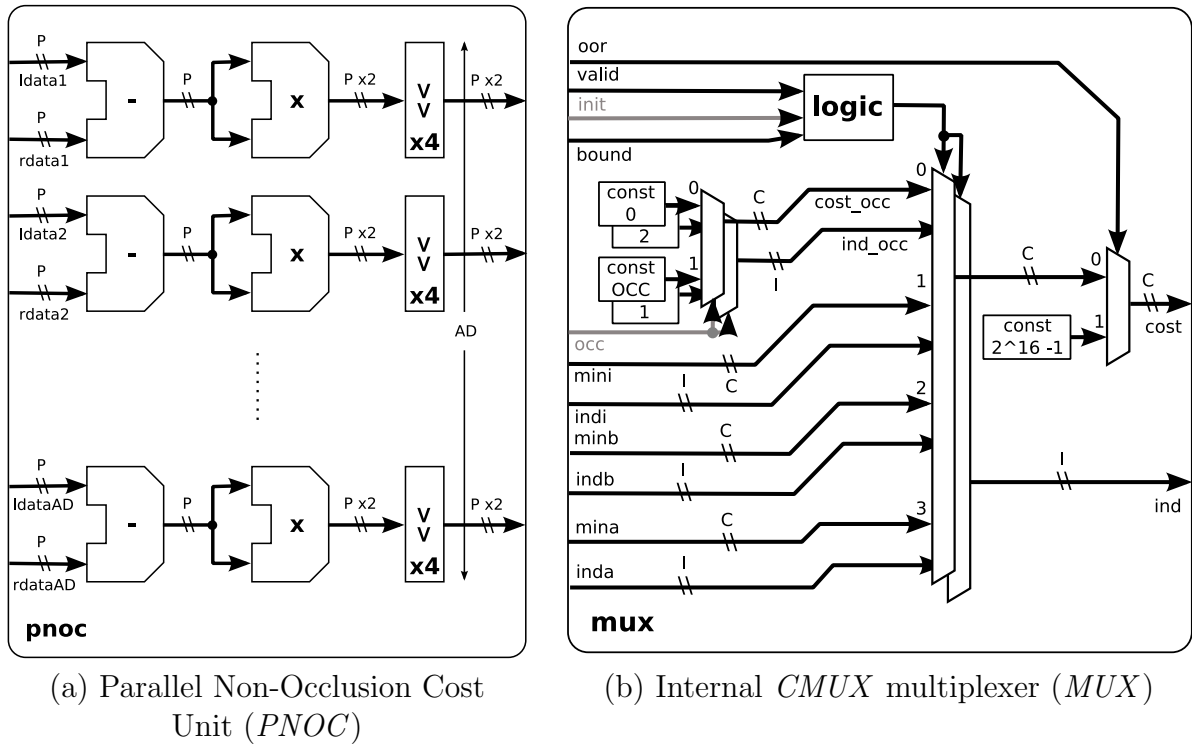 P
ldata1
P
rdata1
-
P
x
P x2
>>
x4
P x2
P
ldata2
P
rdata2
-
P
x
P x2
>>
x4
P x2
AD
P
ldataAD
P
rdataAD
-
P
x
P x2
>>
x4
P x2
pnoc
(a) Parallel Non-Occlusion Cost
Unit (PNOC)
oor
valid
init
bound
logic
const
0
2
const
OCC
1
0
1
C
cost_occ
ind_occ
I
occ
mini
C
indi
I
minb
C
indb
I
mina
C
inda
I
0
1
2
3
C
0
1
const
2^16 -1
C
cost
I
ind
mux
(b) Internal CMUX multiplexer (MUX)